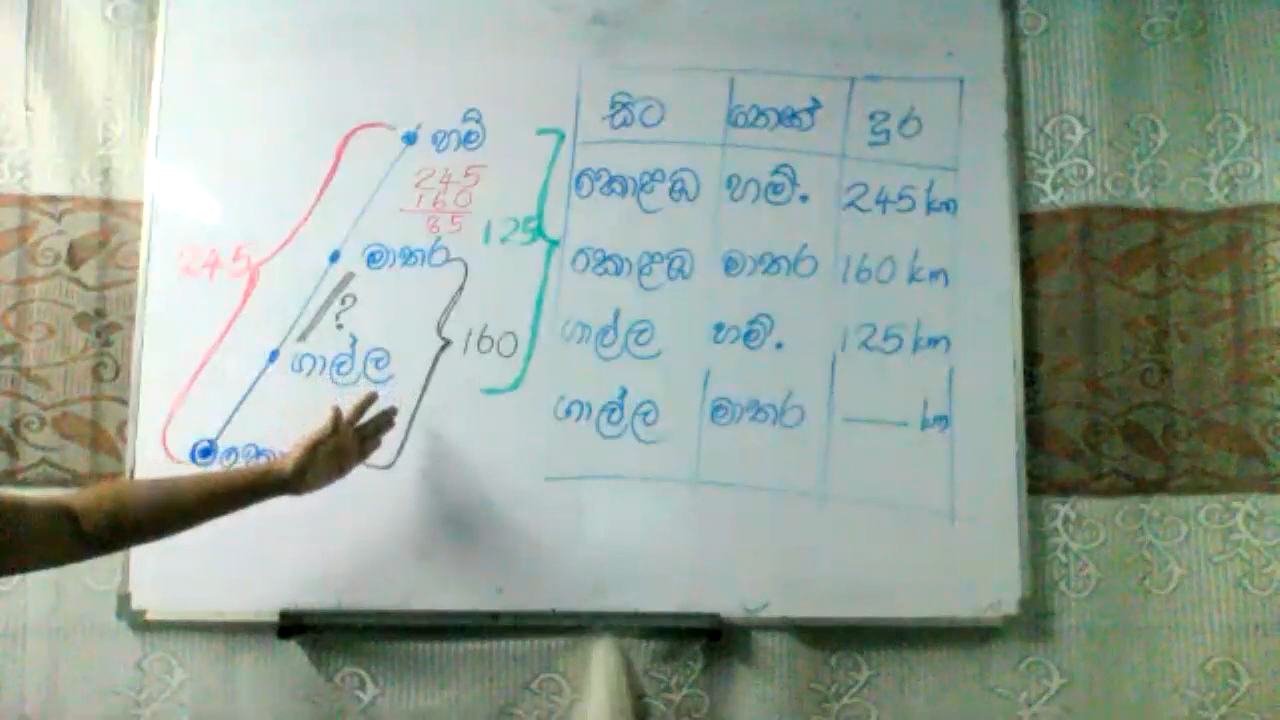 හම්
245
160
85
125
245
මාතර
?
160
ගාල්ල
සිට තෙක් දුර
කොළඹ හම්. 245 km
කොළඹ මාතර 160 km
ගාල්ල හම්. 125 km
ගාල්ල මාතර — km